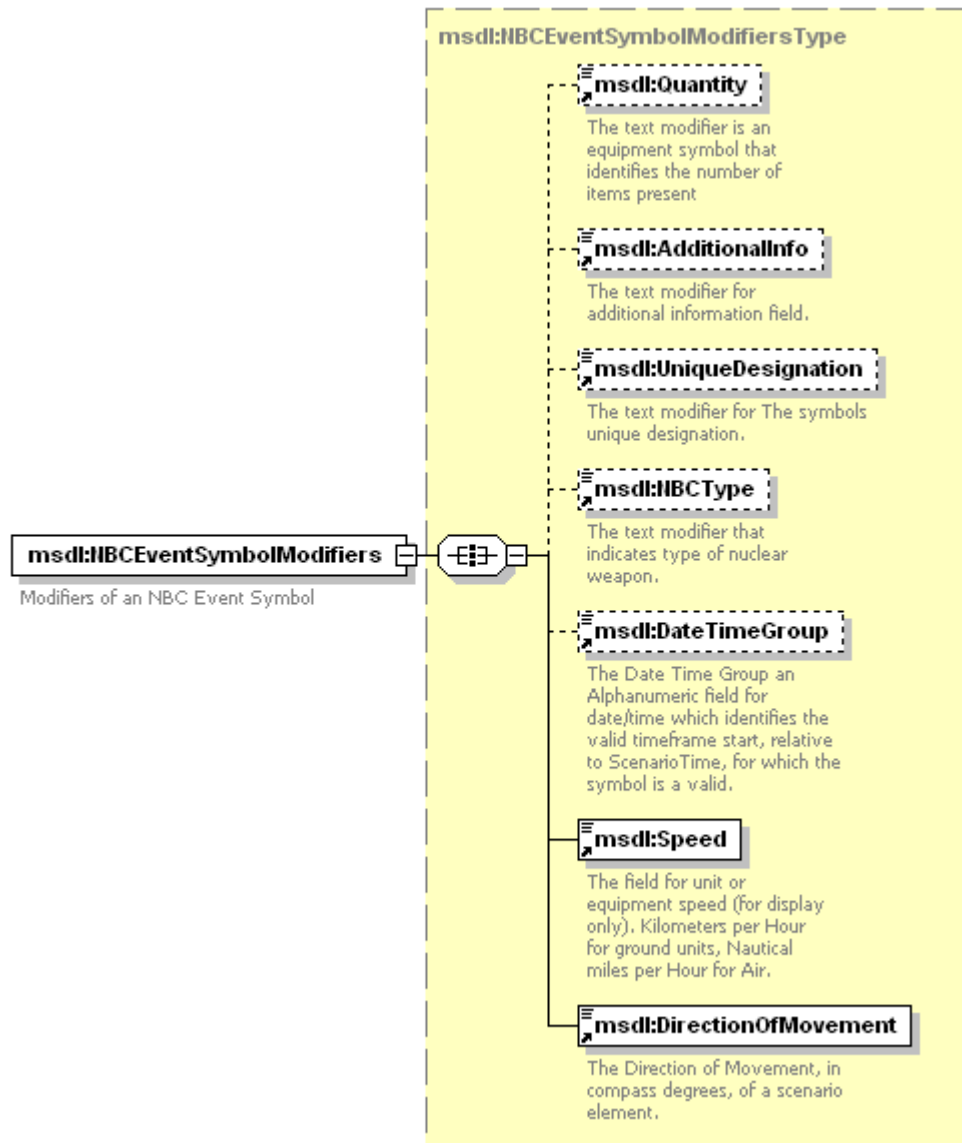 msdl:NBCEventSymbolModifiersType
msdl:Quantity
The text modifier is an
equipment symbol that
identifies the number of
items present
msdl:AdditionalInfo
The text modifier for
additional information field.
msdl:UniqueDesignation
The text modifier for The symbols
unique designation.
msdl:NBCType
The text modifier that
indicates type of nuclear
weapon.
msdl:NBCEventSymbolModifiers
Modifiers of an NBC Event Symbol
msdl:DateTimeGroup
The Date Time Group an
Alphanumeric field for
date/time which identifies the
valid timeframe start, relative
to ScenarioTime, for which the
symbol is a valid.
msdl:Speed
The field for unit or
equipment speed (for display
only). Kilometers per Hour
for ground units, Nautical
miles per Hour for Air.
msdl:DirectionOfMovement
The Direction of Movement, in
compass degrees, of a scenario
element.